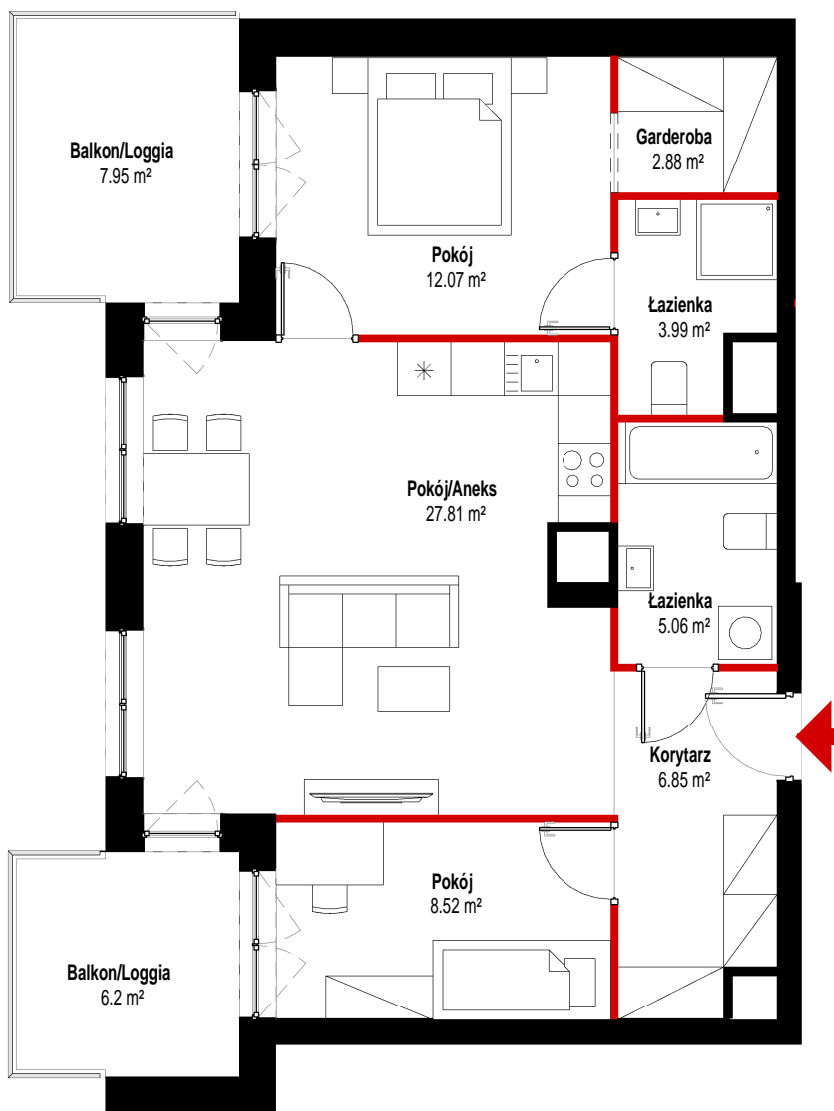 Balkon/Loggia
7.95 m²
Garderoba
2.88 m²
Pokój
12.07 m²
Łazienka
3.99 m²
Pokój/Aneks
27.81 m²
Łazienka
5.06 m²
Korytarz
6.85 m²
Pokój
8.52 m²
Balkon/Loggia
6.2 m²